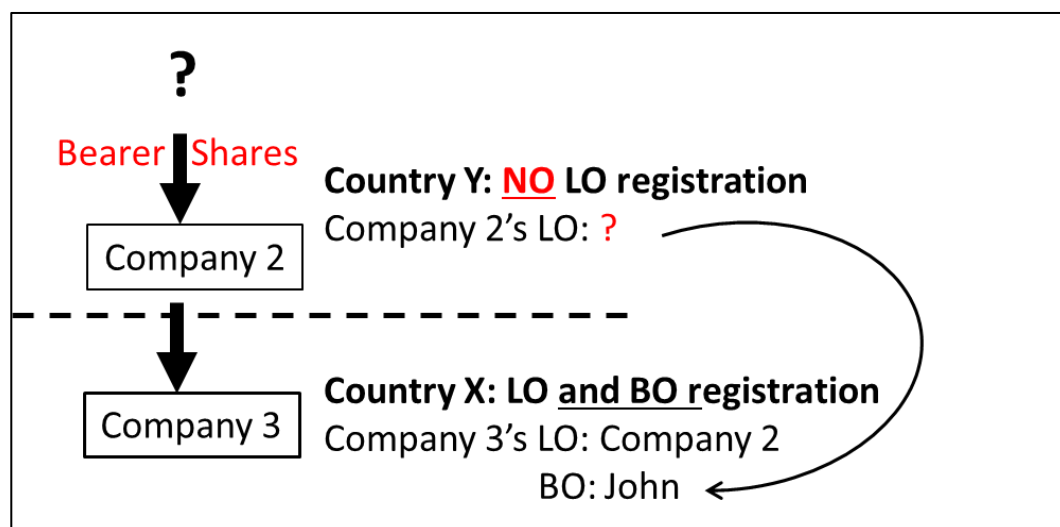 ?
Bearer Shares
Country Y: NO LO registration
Company 2's LO: ?
Company 2
Country X: LO and BO registration
Company 3
Company 3's LO: Company 2
BO: John